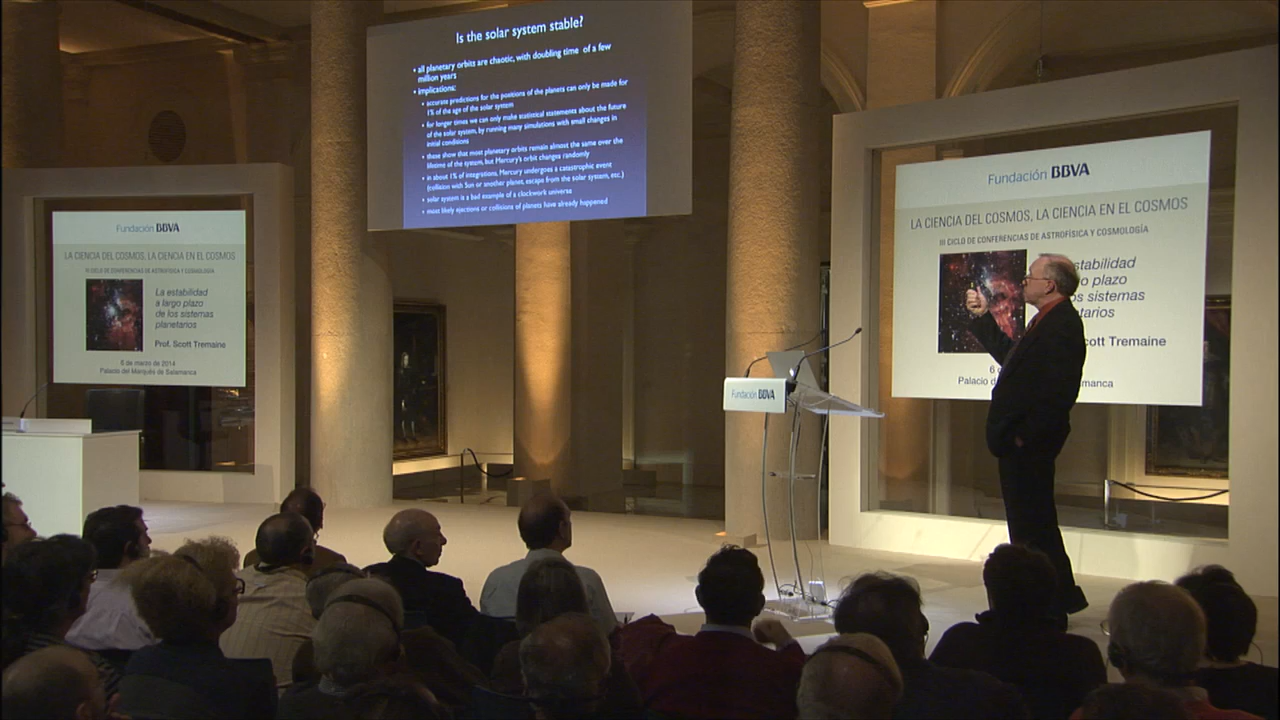 Is the solar system stable?
• all planetary orbits are chaotic, with doubling time of a few
million years
• implications:
• accurate predictions for the positions of the planets can only be made for
1% of the age of the solar system
• for longer times we can only make statistical statements about the future
of the solar system, by running many simulations with small changes in
initial conditions
• these show that most planetary orbits remain almost the same over the
lifetime of the system, but Mercury's orbit changes randomly
• in about 1% of integrations, Mercury undergoes a catastrophic event
(collision with Sun or another planet, escape from the solar system, etc.)
• solar system is a bad example of a clockwork universe
• most likely ejections or collisions of planets have already happened
Fundación BBVA
LA CIENCIA DEL COSMOS, LA CIENCIA EN EL COSMOS
III CICLO DE CONFERENCIAS DE ASTROFÍSICA Y COSMOLOGÍA
La estabilidad
a largo plazo
de los sistemas
planetarios
Prof. Scott Tremaine
6 de marzo de 2014
Palacio del Marqués de Salamanca
Fundación BBVA
Fundación BBVA
LA CIENCIA DEL COSMOS, LA CIENCIA EN EL COSMOS
III CICLO DE CONFERENCIAS DE ASTROFÍSICA Y COSMOLOGÍA
estabilidad
go plazo
os sistemas
netarios
cott Tremaine
6 d
Palacio d
amanca